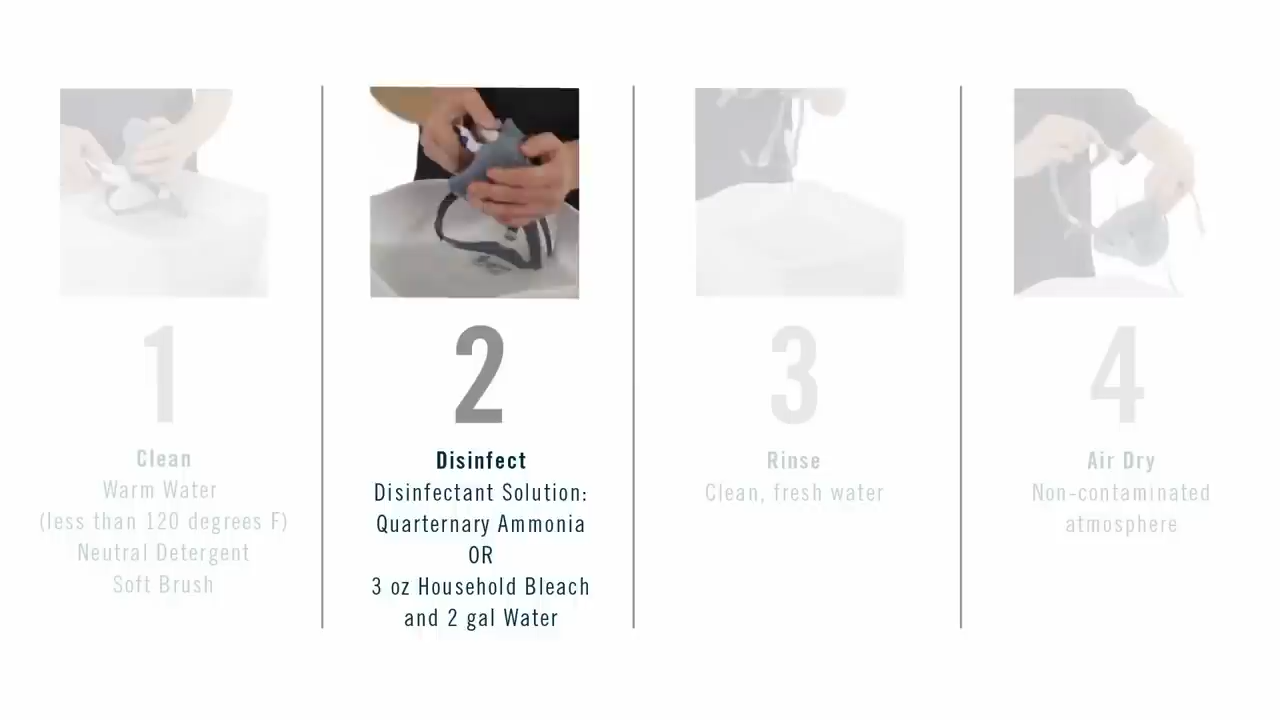 1
Clean
Warm Water
(less than 120 degrees F)
Neutral Detergent
Soft Brush
2
Disinfect
Disinfectant Solution:
Quarternary Ammonia
OR
3 oz Household Bleach
and 2 gal Water
3
Rinse
Clean, fresh water
4
Air Dry
Non-contaminated
atmosphere